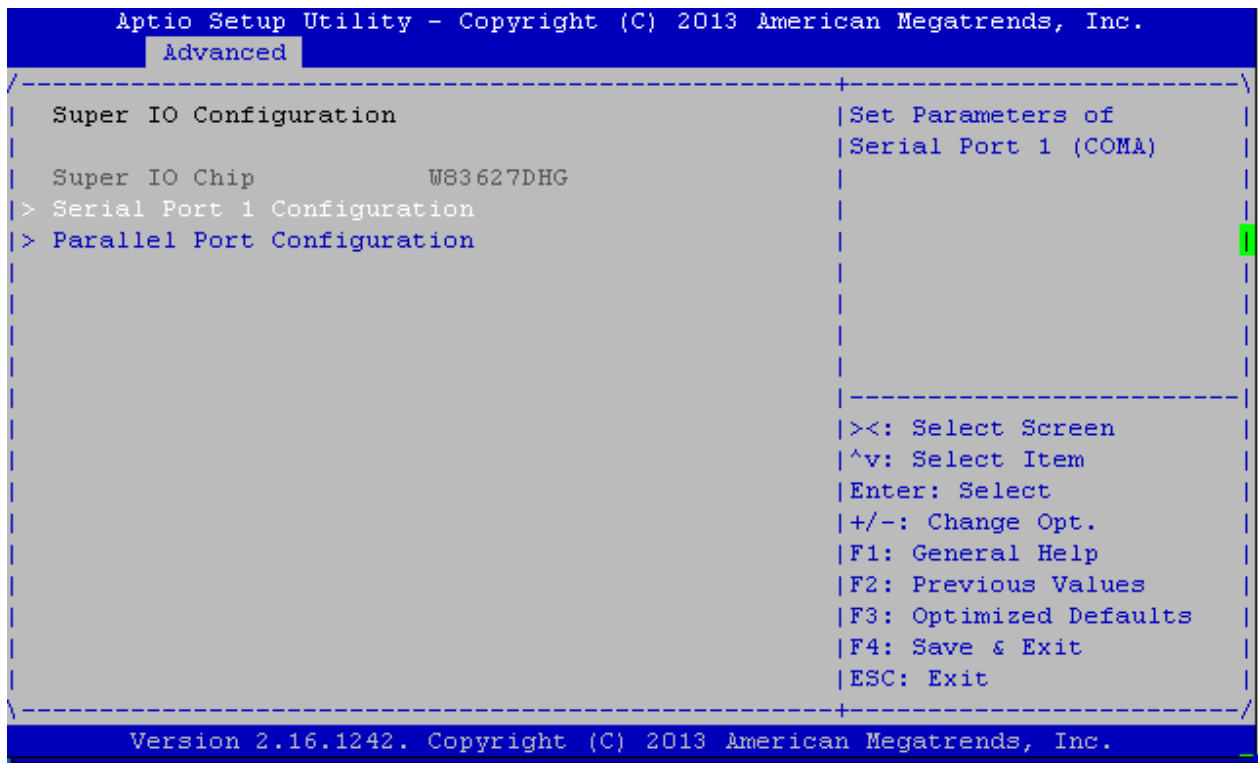 Aptio Setup Utility - Copyright (C) 2013 American Megatrends, Inc.
Advanced
Super IO Configuration
Super IO Chip W83627DHG
> Serial Port 1 Configuration
> Parallel Port Configuration
Set Parameters of
Serial Port 1 (COMA)
><: Select Screen
^v: Select Item
Enter: Select
+/-: Change Opt.
F1: General Help
F2: Previous Values
F3: Optimized Defaults
F4: Save & Exit
ESC: Exit
Version 2.16.1242. Copyright (C) 2013 American Megatrends, Inc.